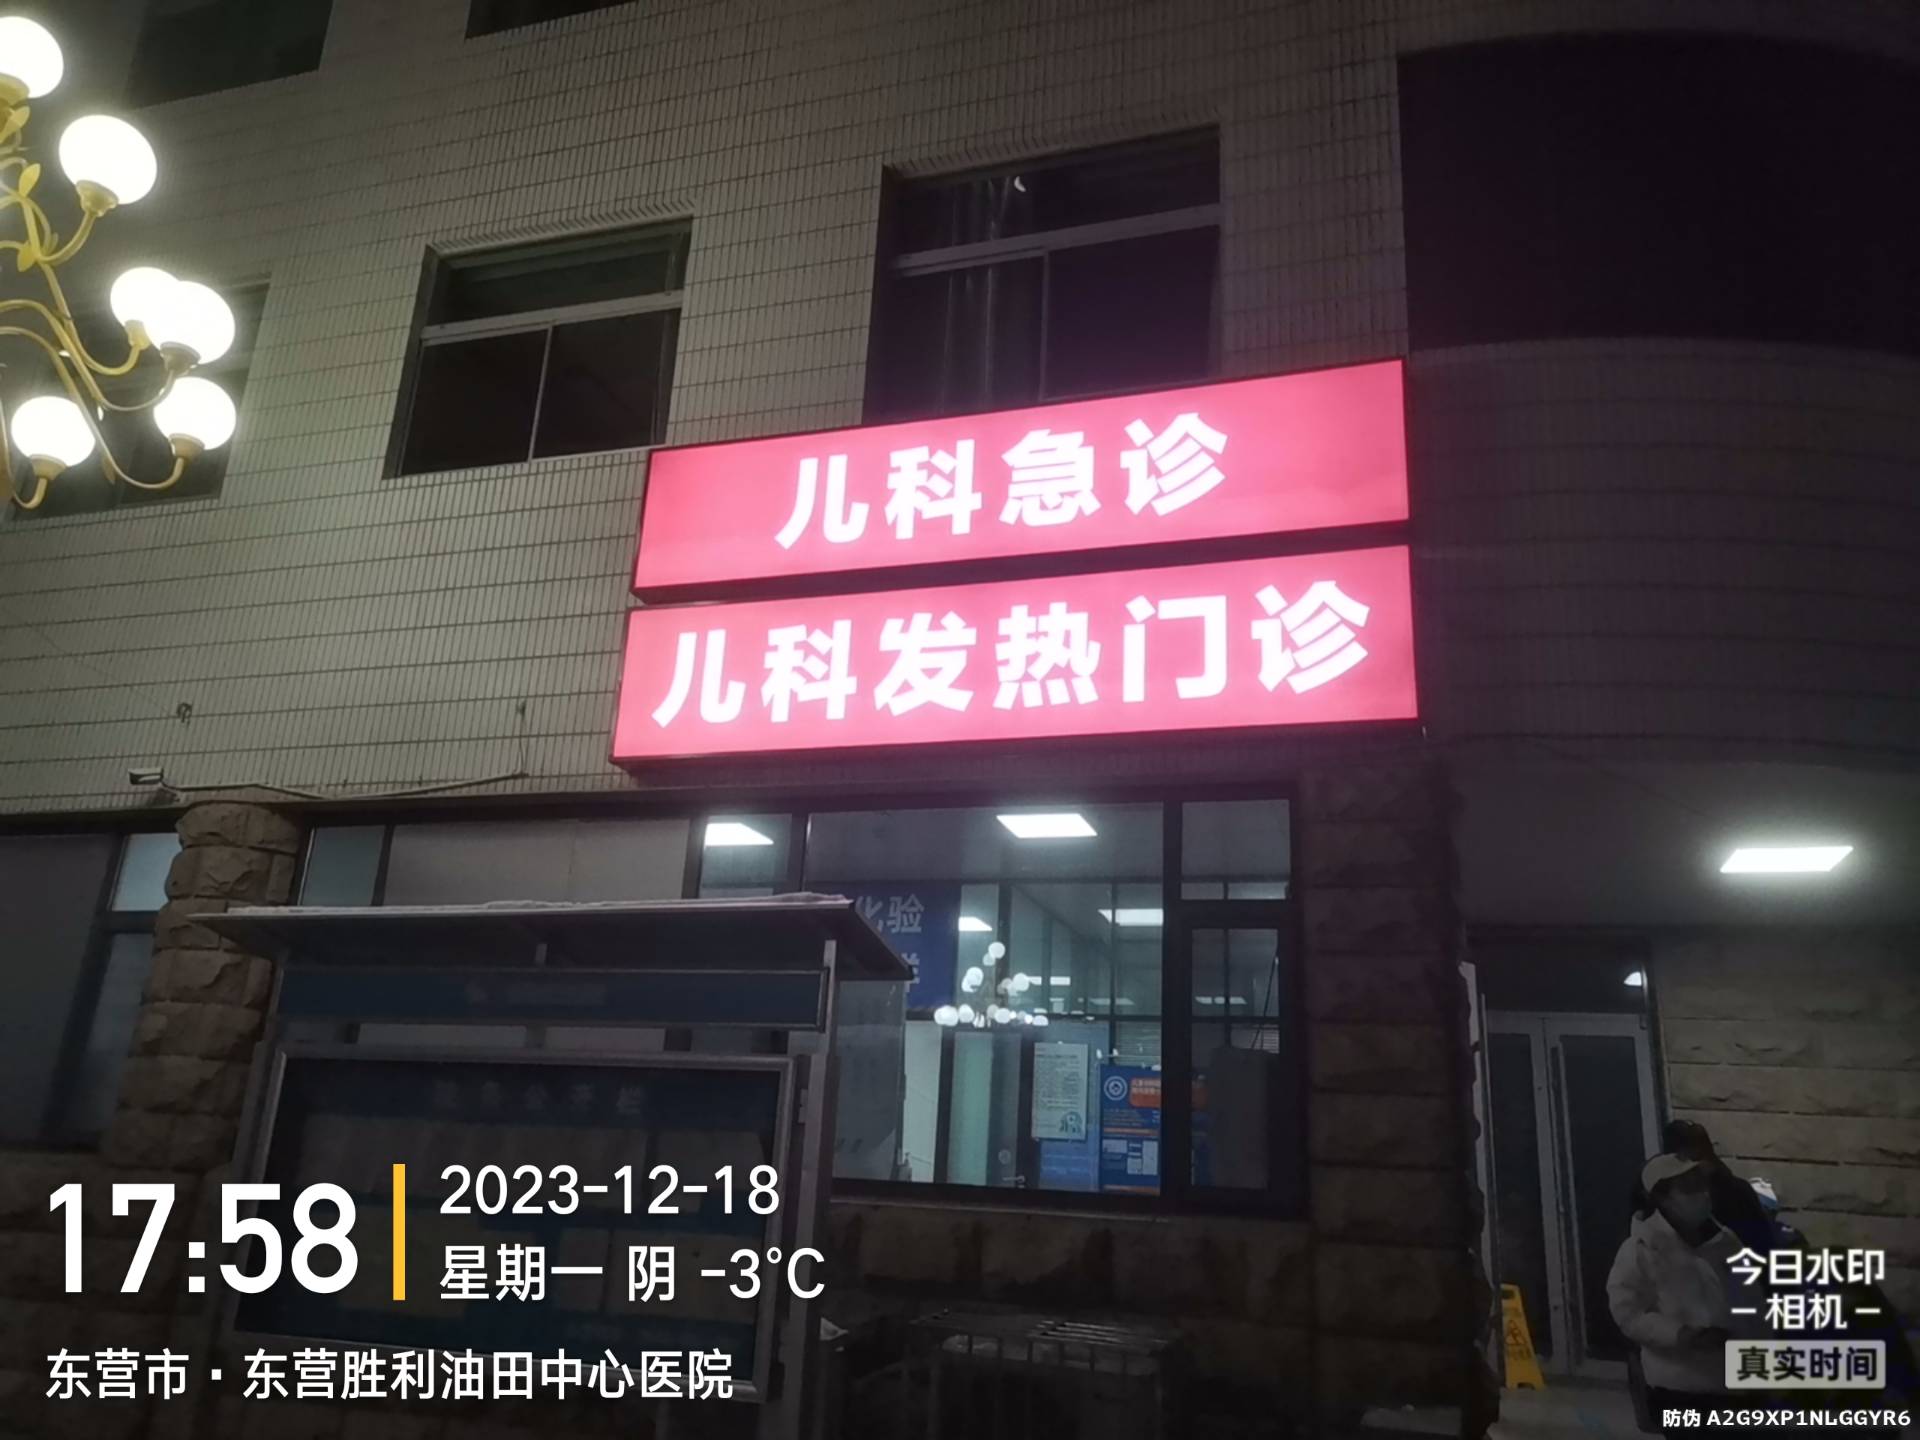 儿科急诊
儿科发热门诊
化验
17:58
2023-12-18
星期一 阴 -3°C
东营市·东营胜利油田中心医院
今日水印
-相机-
真实时间
防伪 A2G9XP1NLGGYR6